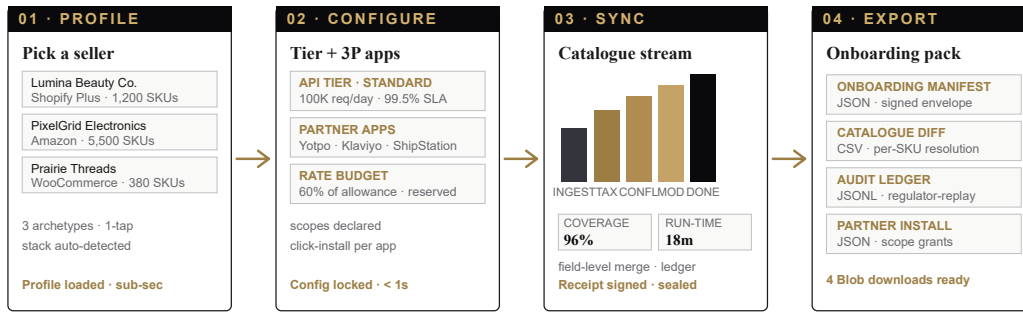 01 · PROFILE
Pick a seller
Lumina Beauty Co.
Shopify Plus · 1,200 SKUs
PixelGrid Electronics
Amazon · 5,500 SKUs
Prairie Threads
WooCommerce · 380 SKUs
3 archetypes · 1-tap
stack auto-detected
Profile loaded · sub-sec
02 · CONFIGURE
Tier + 3P apps
API TIER · STANDARD
100K req/day · 99.5% SLA
PARTNER APPS
Yotpo · Klaviyo · ShipStation
RATE BUDGET
60% of allowance · reserved
scopes declared
click-install per app
Config locked · < 1s
03 · SYNC
Catalogue stream
INGEST TAX CONFL MOD DONE
COVERAGE
96%
RUN-TIME
18m
field-level merge · ledger
Receipt signed · sealed
04 · EXPORT
Onboarding pack
ONBOARDING MANIFEST
JSON · signed envelope
CATALOGUE DIFF
CSV · per-SKU resolution
AUDIT LEDGER
JSONL · regulator-replay
PARTNER INSTALL
JSON · scope grants
4 Blob downloads ready